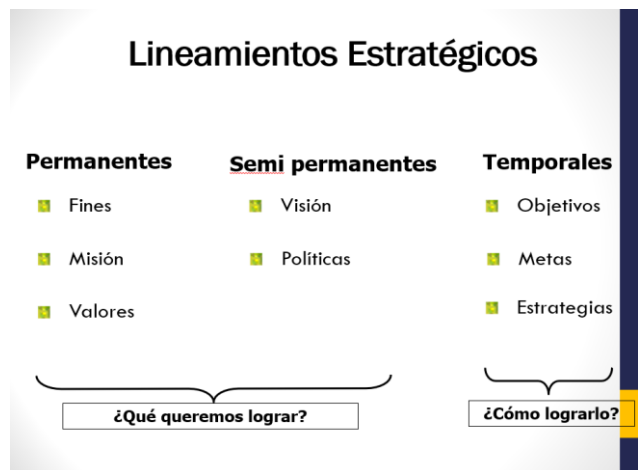 Lineamientos Estratégicos
Permanentes
Fines
Misión
Valores
Semi permanentes
Visión
Políticas
Temporales
Objetivos
Metas
Estrategias
¿Qué queremos lograr?
¿Cómo lograrlo?